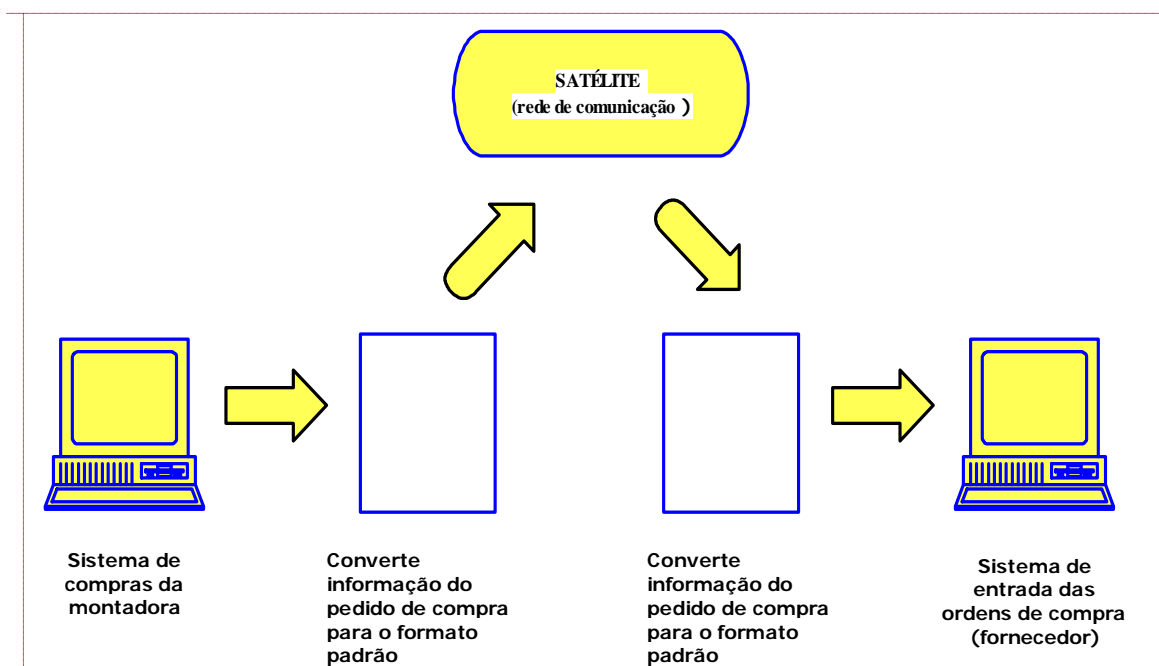 SATÉLITE
(rede de comunicação )
Sistema de
compras da
montadora
Converte
informação do
pedido de compra
para o formato
padrão
Converte
informação do
pedido de compra
para o formato
padrão
Sistema de
entrada das
ordens de compra
(fornecedor)